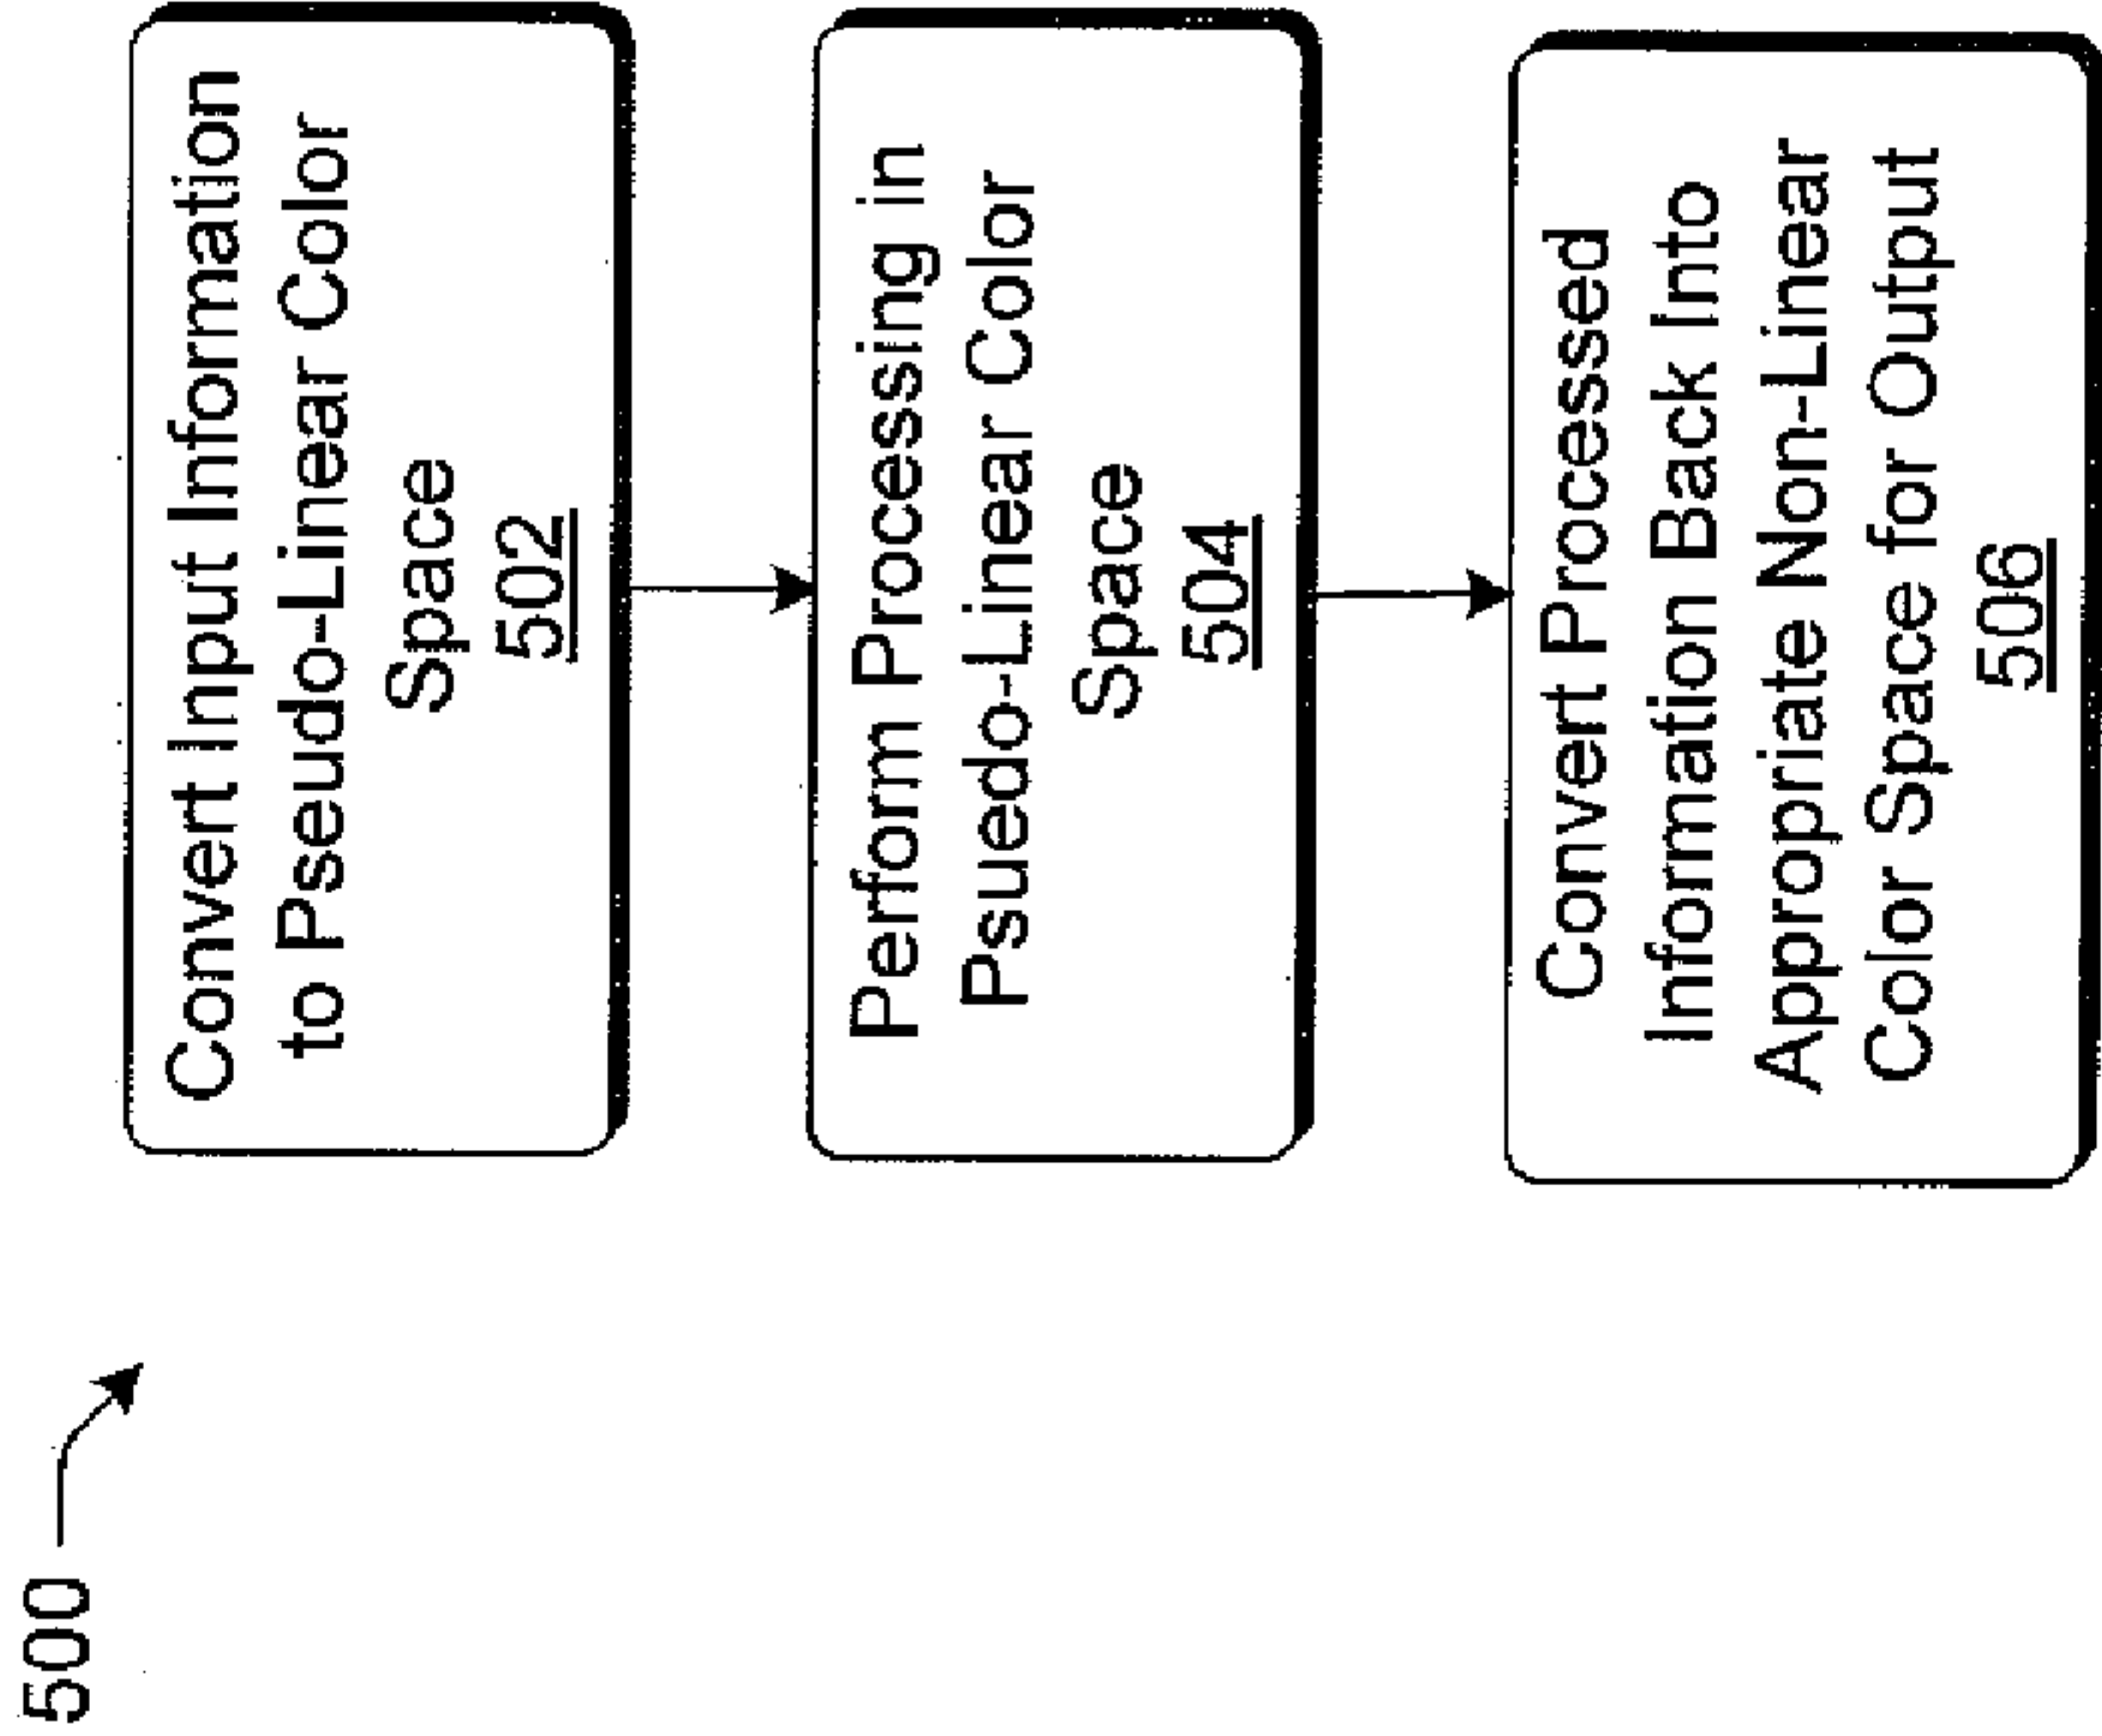 500
Convert Input Information
to Pseudo-Linear Color
Space
502
Perform Processing in
Psuedo-Linear Color
Space
504
Convert Processed
Information Back Into
Appropriate Non-Linear
Color Space for Output
506